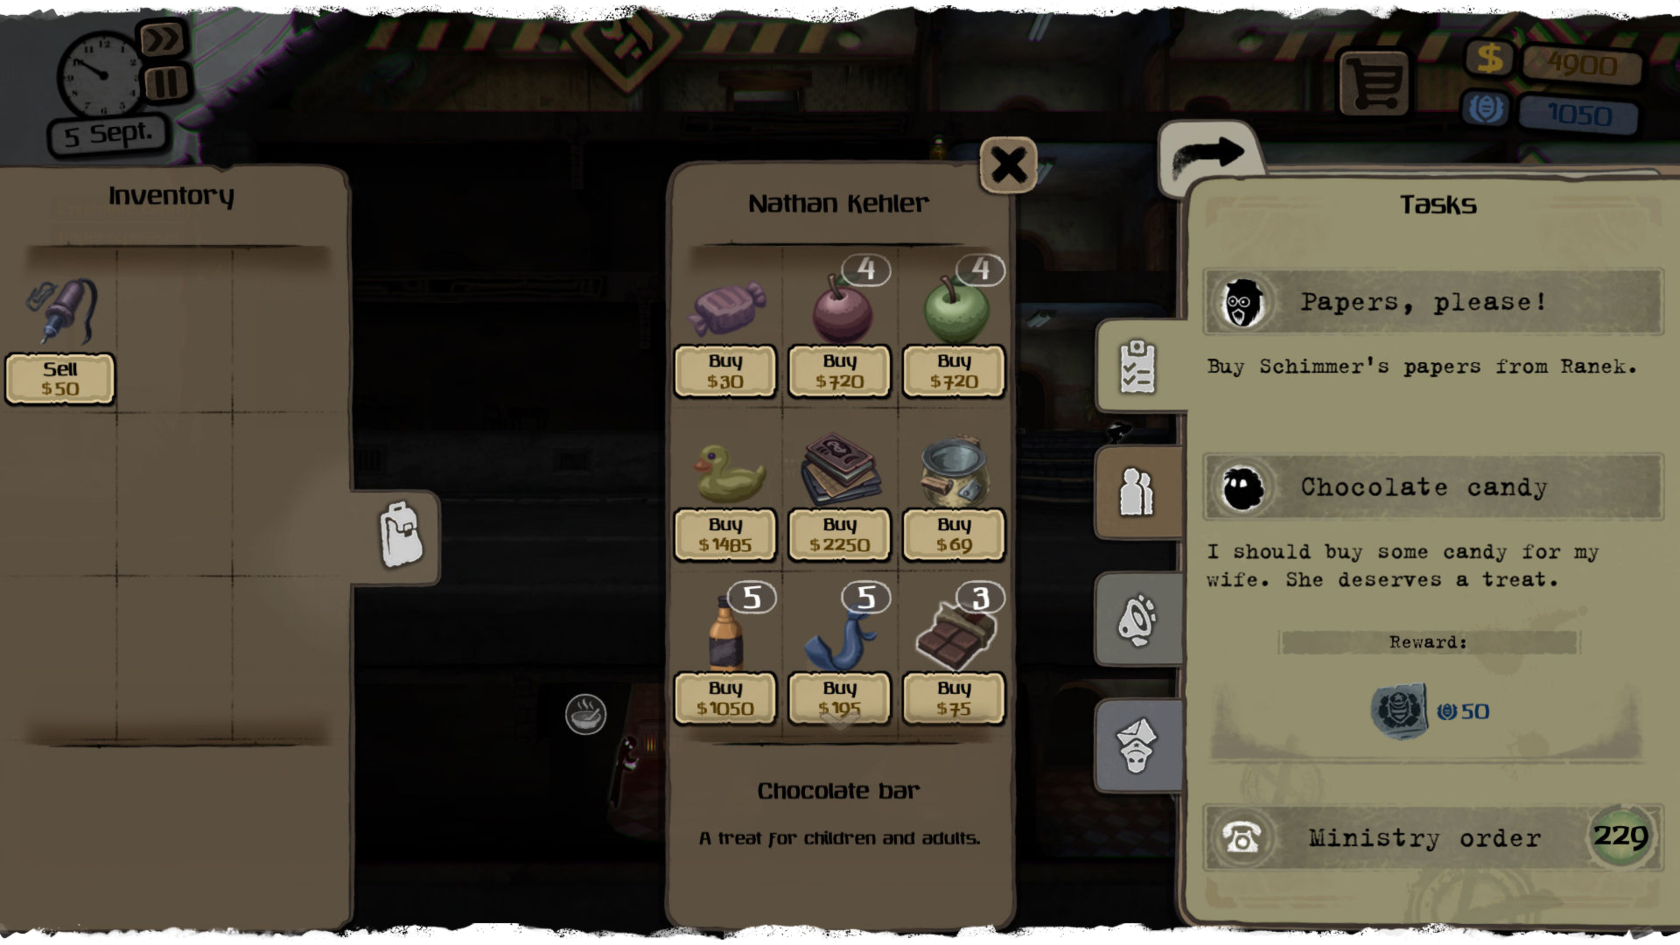 5 Sept.
$ 4900
1050
Inventory
Sell
$50
Nathan Kehler
4
4
Buy
$30
Buy
$720
Buy
$720
Buy
$1485
Buy
$2250
Buy
$69
5
5
3
Buy
$1050
Buy
$195
Buy
$75
Chocolate bar
A treat for children and adults.
Tasks
Papers, please!
Buy Schimmer's papers from Ranek.
Chocolate candy
I should buy some candy for my
wife. She deserves a treat.
Reward:
50
Ministry order
229